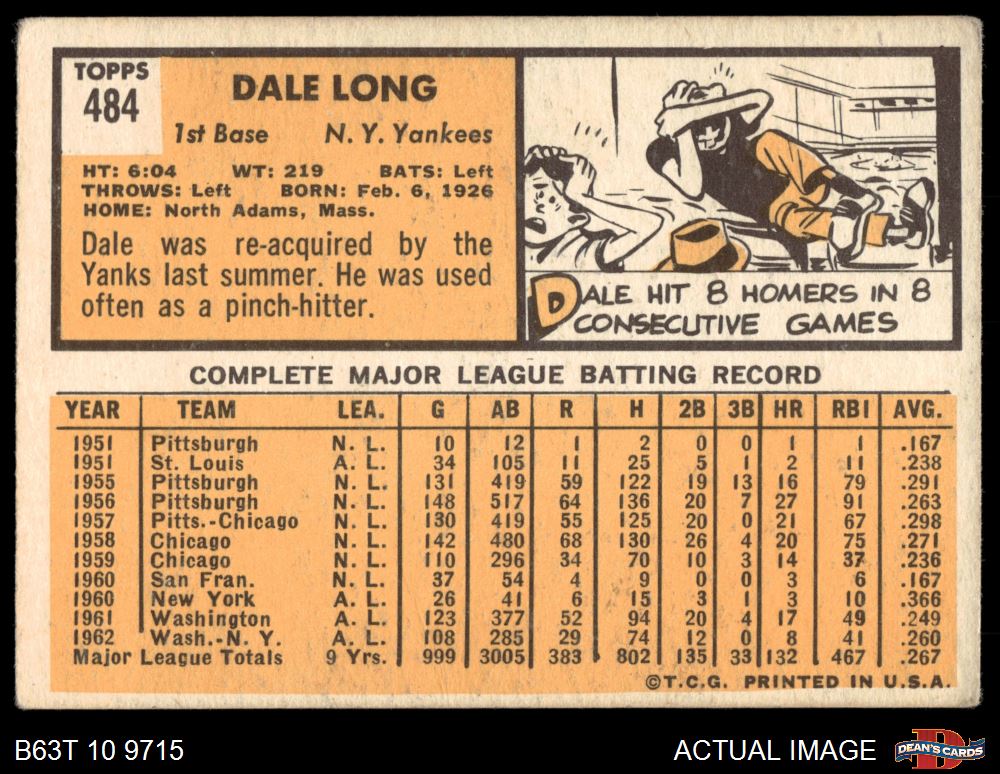 TOPPS
484
DALE LONG
1st Base N. Y. Yankees
HT: 6:04 WT: 219 BATS: Left
THROWS: Left BORN: Feb. 6, 1926
HOME: North Adams, Mass.
Dale was re-acquired by the
Yanks last summer. He was used
often as a pinch-hitter.
DALE HIT 8 HOMERS IN 8
CONSECUTIVE GAMES
COMPLETE MAJOR LEAGUE BATTING RECORD
YEAR TEAM LEA. G AB R H 2B 3B HR RBI AVG.
1951 Pittsburgh N. L. 10 12 1 2 0 0 1 1 .167
1951 St. Louis A. L. 34 105 11 25 5 1 2 11 .238
1955 Pittsburgh N. L. 131 419 59 122 19 13 16 79 .291
1956 Pittsburgh N. L. 148 517 64 136 20 7 27 91 .263
1957 Pitts.-Chicago N. L. 130 419 55 125 20 0 21 67 .298
1958 Chicago N. L. 142 480 68 130 26 4 20 75 .271
1959 Chicago N. L. 110 296 34 70 10 3 14 37 .236
1960 San Fran. N. L. 37 54 4 9 0 0 3 6 .167
1960 New York A. L. 26 41 6 15 3 1 3 10 .366
1961 Washington A. L. 123 377 52 94 20 4 17 49 .249
1962 Wash.-N. Y. A. L. 108 285 29 74 12 0 8 41 .260
Major League Totals 9 Yrs. 999 3005 383 802 135 33 132 467 .267
©T.C.G. PRINTED IN U.S.A.
B63T 10 9715 ACTUAL IMAGE D DEAN'S CARDS